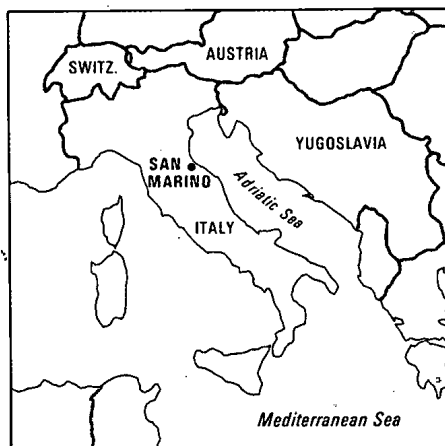 AUSTRIA
SWITZ.
YUGOSLAVIA
SAN
MARINO
Adriatic Sea
ITALY
Mediterranean Sea